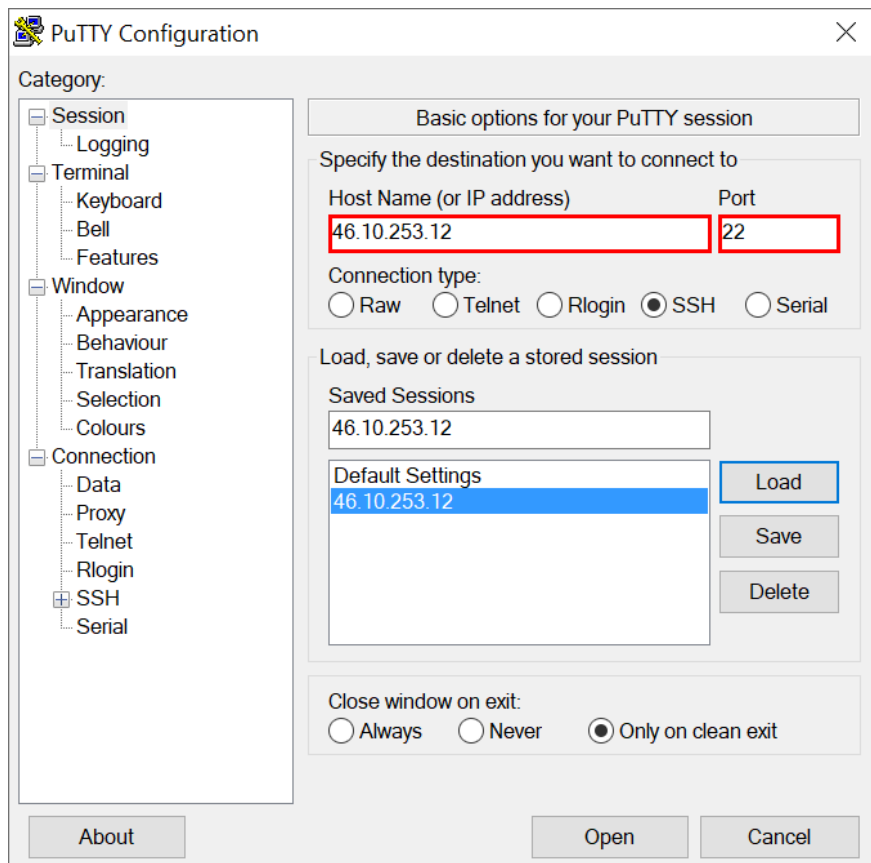 PuTTY Configuration
Category:
Session
Logging
Terminal
Keyboard
Bell
Features
Window
Appearance
Behaviour
Translation
Selection
Colours
Connection
Data
Proxy
Telnet
Rlogin
SSH
Serial
Basic options for your PuTTY session
Specify the destination you want to connect to
Host Name (or IP address) Port
46.10.253.12 22
Connection type:
Raw Telnet Rlogin SSH Serial
Load, save or delete a stored session
Saved Sessions
46.10.253.12
Default Settings
46.10.253.12
Load
Save
Delete
Close window on exit:
Always Never Only on clean exit
About Open Cancel